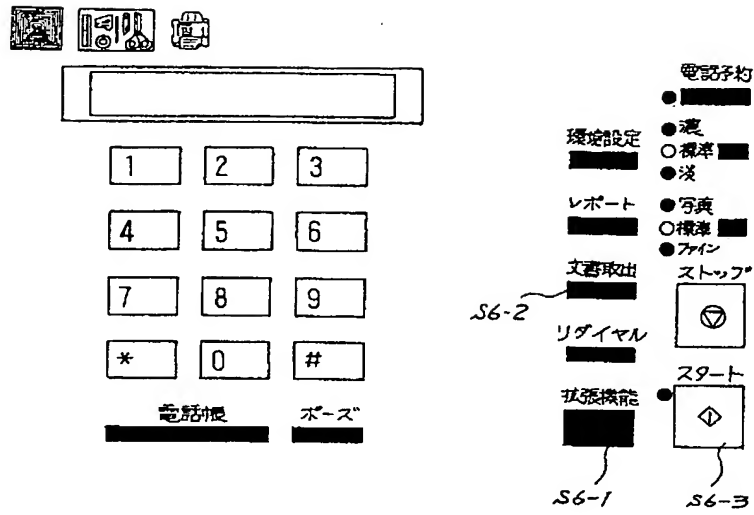 電話予約
濃
標準
淡
環境設定
1 2 3
レポート
写真
標準
ファイン
4 5 6
文書取出
ストップ
S6-2
7 8 9
リダイヤル
* 0 #
スタート
拡張機能
電話帳 ポーズ
S6-1 S6-3